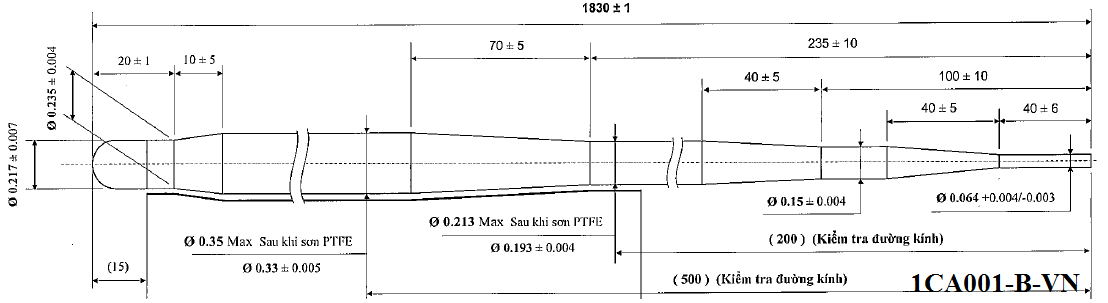 1830 ± 1
70 ± 5
235 ± 10
20 ± 1
10 ± 5
40 ± 5
100 ± 10
40 ± 5
40 ± 6
Ø 0.235 ± 0.004
Ø 0.217 ± 0.007
Ø 0.15 ± 0.004
Ø 0.064 +0.004/-0.003
Ø 0.213 Max Sau khi sơn PTFE
Ø 0.193 ± 0.004
Ø 0.35 Max Sau khi sơn PTFE
Ø 0.33 ± 0.005
( 200 ) (Kiểm tra đường kính)
(15)
( 500 ) (Kiểm tra đường kính)
1CA001-B-VN